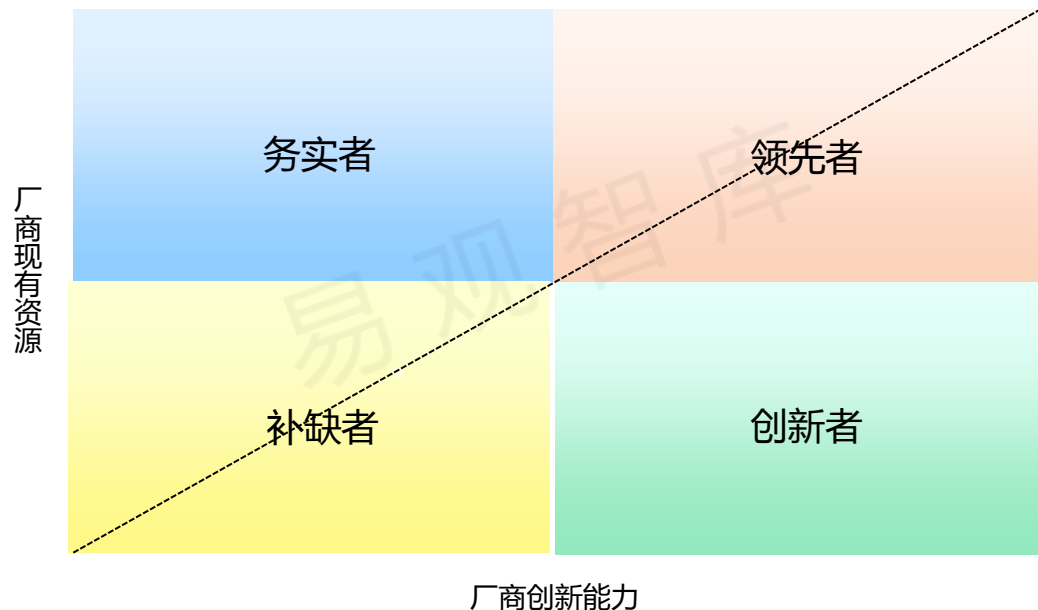 务实者
领先者
厂商现有资源
易观智库
补缺者
创新者
厂商创新能力